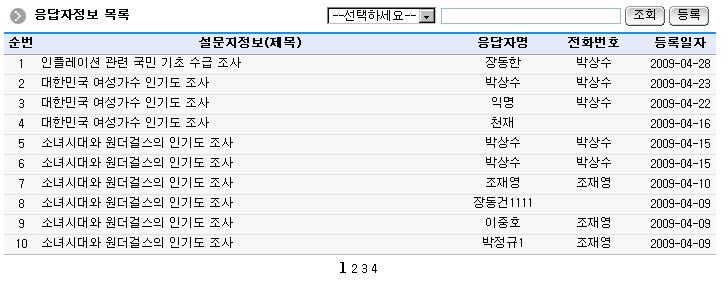 응답자정보 목록 --선택하세요-- 조회 등록
순번 설문지정보(제목) 응답자명 전화번호 등록일자
1 인플레이션 관련 국민 기초 수급 조사 장동한 박상수 2009-04-28
2 대한민국 여성가수 인기도 조사 박상수 박상수 2009-04-23
3 대한민국 여성가수 인기도 조사 익명 박상수 2009-04-22
4 대한민국 여성가수 인기도 조사 천재 2009-04-16
5 소녀시대와 원더걸스의 인기도 조사 박상수 박상수 2009-04-15
6 소녀시대와 원더걸스의 인기도 조사 박상수 박상수 2009-04-15
7 소녀시대와 원더걸스의 인기도 조사 조재영 조재영 2009-04-10
8 소녀시대와 원더걸스의 인기도 조사 장동건1111 2009-04-09
9 소녀시대와 원더걸스의 인기도 조사 이중호 조재영 2009-04-09
10 소녀시대와 원더걸스의 인기도 조사 박정규1 조재영 2009-04-09
1 2 3 4